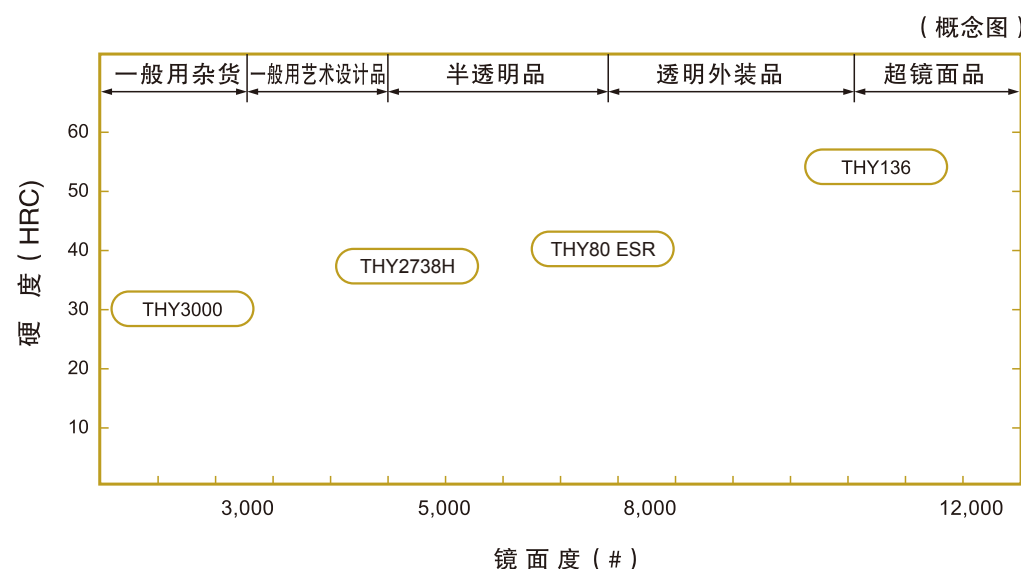 (概念图)
一般用杂货 一般用艺术设计品 半透明品 透明外装品 超镜面品
60
50
40
30
20
10
硬 度 (HRC)
THY136
THY80 ESR
THY2738H
THY3000
3,000 5,000 8,000 12,000
镜 面 度 (#)